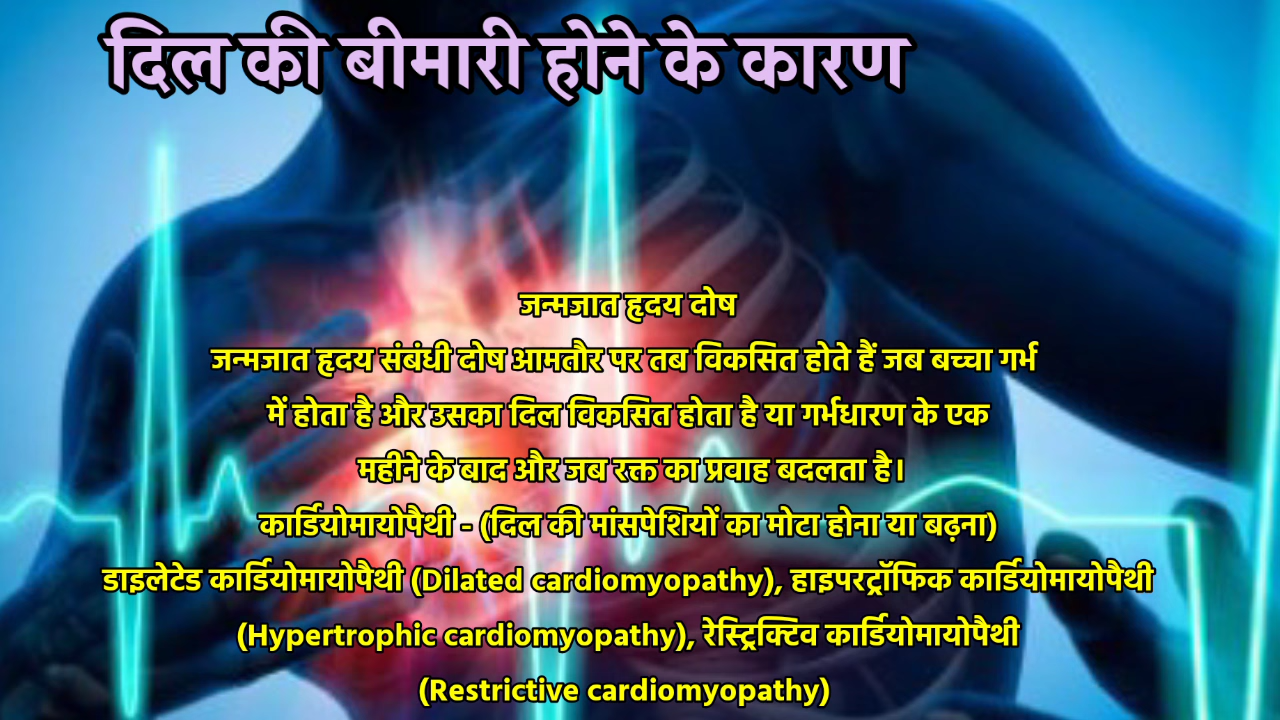 दिल की बीमारी होने के कारण
जन्मजात हृदय दोष
जन्मजात हृदय संबंधी दोष आमतौर पर तब विकसित होते हैं जब बच्चा गर्भ
में होता है और उसका दिल विकसित होता है या गर्भधारण के एक
महीने के बाद और जब रक्त का प्रवाह बदलता है।
कार्डियोमायोपैथी - (दिल की मांसपेशियों का मोटा होना या बढ़ना)
डाइलेटेड कार्डियोमायोपैथी (Dilated cardiomyopathy), हाइपरट्रॉफिक कार्डियोमायोपैथी
(Hypertrophic cardiomyopathy), रेस्ट्रिक्टिव कार्डियोमायोपैथी
(Restrictive cardiomyopathy)